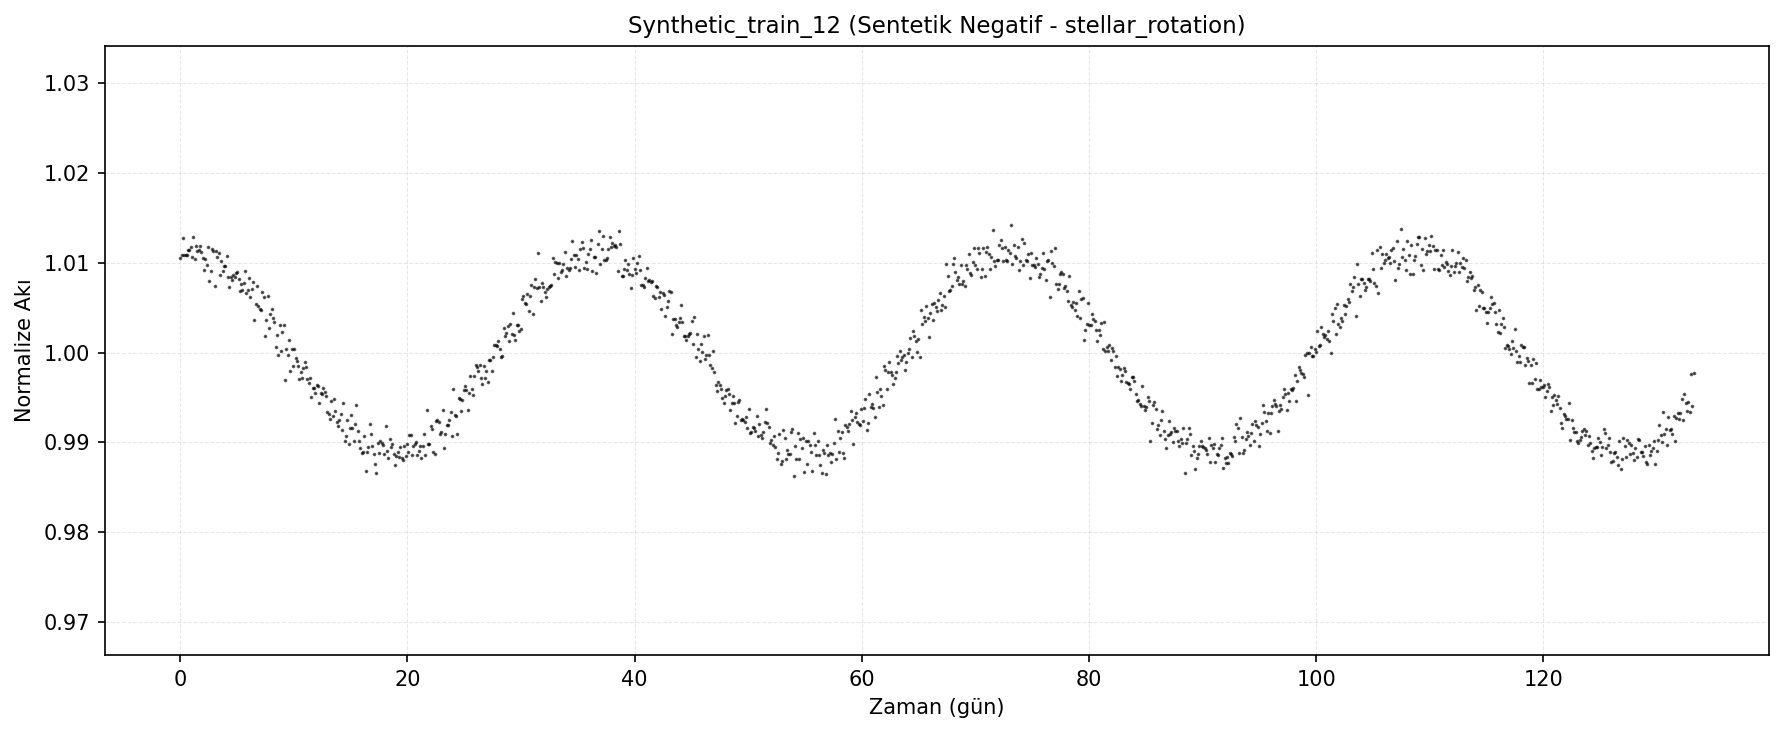 Synthetic_train_12 (Sentetik Negatif - stellar_rotation)
Normalize Akı
1.03
1.02
1.01
1.00
0.99
0.98
0.97
0 20 40 60 80 100 120
Zaman (gün)